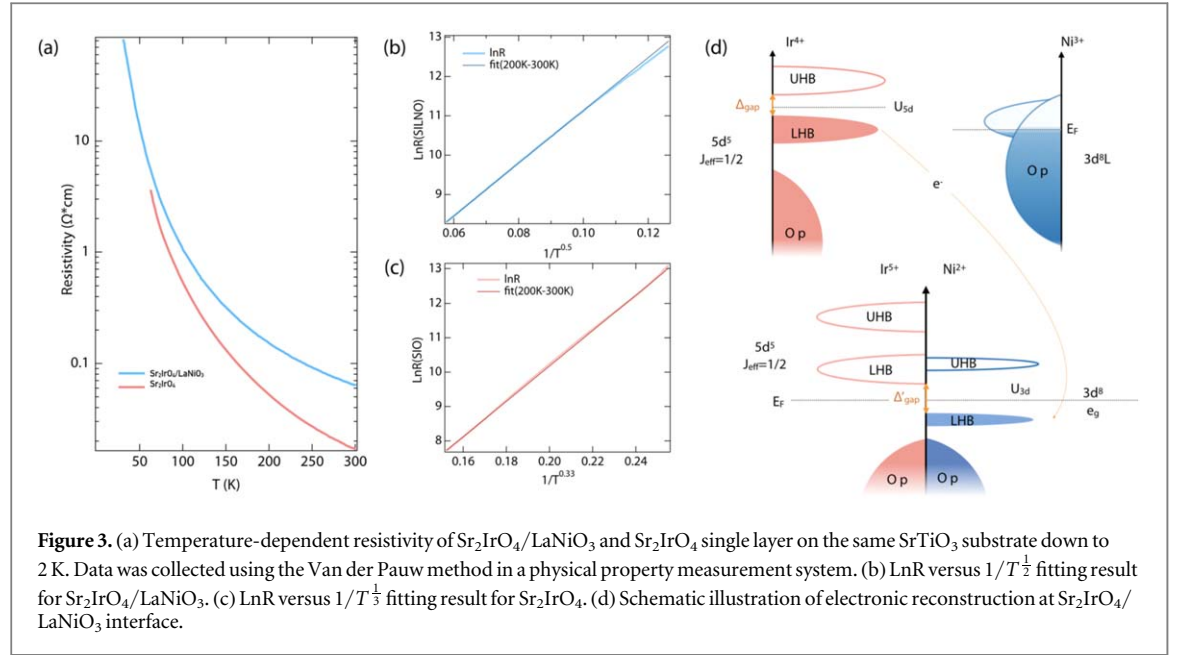 (a)
Resistivity (Ω*cm)
10
1
0.1
50 100 150 200 250 300
T (K)
Sr₂IrO₄/LaNiO₃
Sr₂IrO₄
(b)
LnR(SILNO)
13
12
11
10
9
lnR
fit(200K-300K)
0.06 0.08 0.10 0.12
1/T^0.5
(c)
LnR(SIO)
13
12
11
10
9
8
lnR
fit(200K-300K)
0.16 0.18 0.20 0.22 0.24
1/T^0.33
(d)
Ir⁴⁺
UHB
Δgap
U5d
LHB
5d⁵
Jeff=1/2
O p
Ni³⁺
EF
O p
3d⁸L
e⁻
Ir⁵⁺ Ni²⁺
UHB
5d⁵
Jeff=1/2
LHB
UHB
EF
Δ'gap
U3d
3d⁸
eg
LHB
O p
O p
Figure 3. (a) Temperature-dependent resistivity of Sr₂IrO₄/LaNiO₃ and Sr₂IrO₄ single layer on the same SrTiO₃ substrate down to
2 K. Data was collected using the Van der Pauw method in a physical property measurement system. (b) LnR versus 1/T^1/2 fitting result
for Sr₂IrO₄/LaNiO₃. (c) LnR versus 1/T^1/3 fitting result for Sr₂IrO₄. (d) Schematic illustration of electronic reconstruction at Sr₂IrO₄/
LaNiO₃ interface.